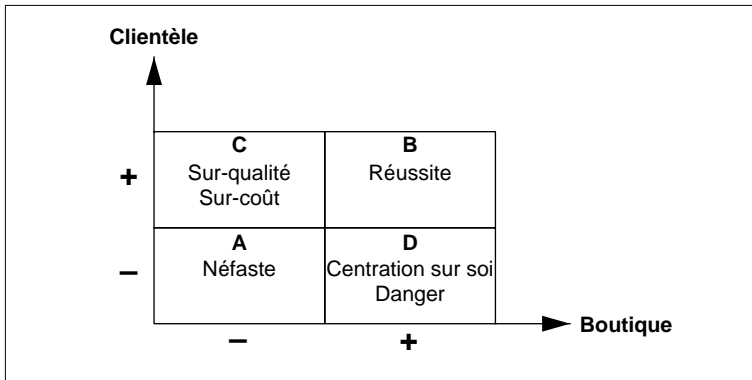 Clientèle
C
Sur-qualité
Sur-coût
B
Réussite
+
A
Néfaste
D
Centration sur soi
Danger
–
Boutique
–
+